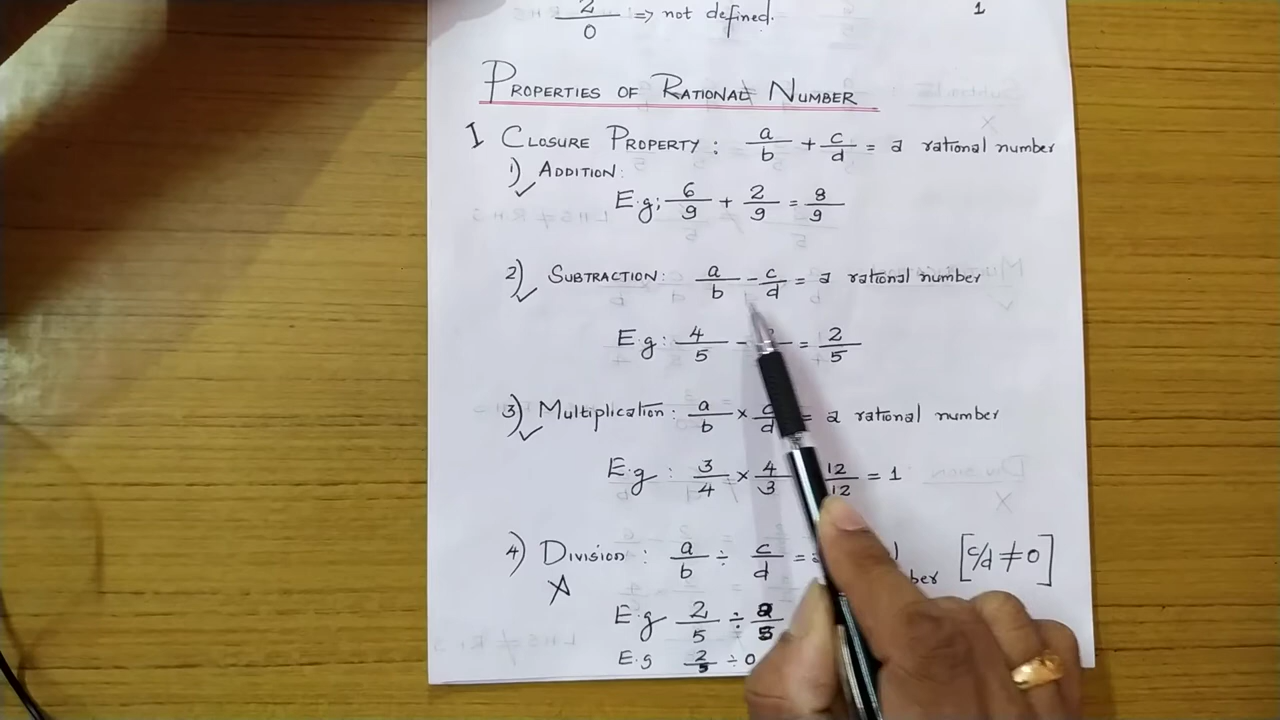 2/0 => not defined. 1
PROPERTIES OF RATIONAL NUMBER
I CLOSURE PROPERTY: a/b + c/d = a rational number
1) ADDITION:
E.g; 6/9 + 2/9 = 8/9
2) SUBTRACTION: a/b - c/d = a rational number
E.g: 4/5 - = 2/5
3) Multiplication: a/b × c/d = a rational number
E.g: 3/4 × 4/3 12/12 = 1
4) Division: a/b ÷ c/d = [c/d ≠ 0]
E.g 2/5 ÷
E.g 2/5 ÷ 0